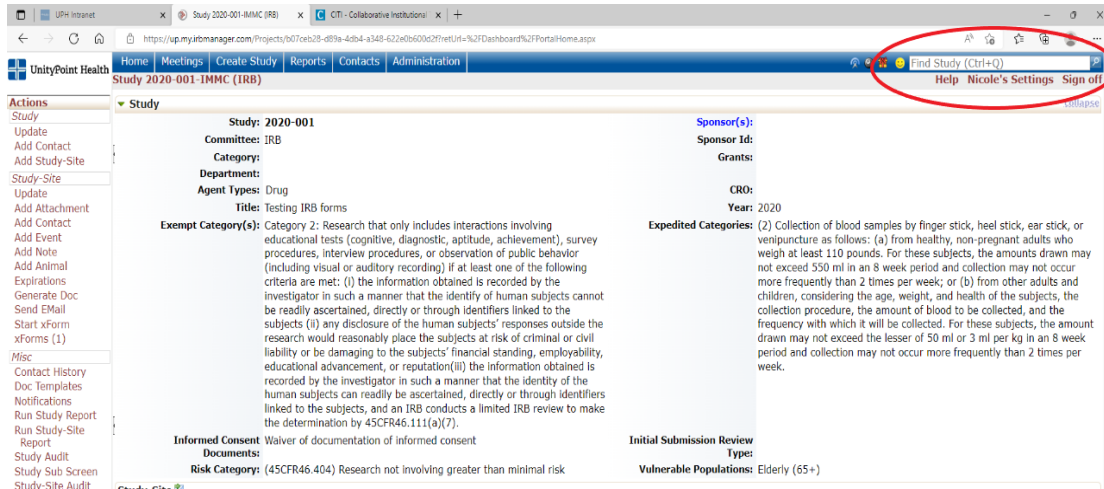 UPH Intranet
Study 2020-001-IMMC (IRB)
CITI - Collaborative Institutional
https://up.my.irbmanager.com/Projects/b07ceb28-d89a-4db4-a348-622e0b600d2f?retUrl=%2FDashboard%2FPortalHome.aspx
UnityPoint Health
Home Meetings Create Study Reports Contacts Administration
Find Study (Ctrl+Q)
Study 2020-001-IMMC (IRB)
Help Nicole's Settings Sign off
Actions
Study
Update
Add Contact
Add Study-Site
Study-Site
Update
Add Attachment
Add Contact
Add Event
Add Note
Add Animal
Expirations
Generate Doc
Send EMail
Start xForm
xForms (1)
Misc
Contact History
Doc Templates
Notifications
Run Study Report
Run Study-Site
Report
Study Audit
Study Sub Screen
Study-Site Audit
Study
Collapse
Study: 2020-001
Committee: IRB
Category:
Department:
Agent Types: Drug
Title: Testing IRB forms
Exempt Category(s): Category 2: Research that only includes interactions involving
educational tests (cognitive, diagnostic, aptitude, achievement), survey
procedures, interview procedures, or observation of public behavior
(including visual or auditory recording) if at least one of the following
criteria are met: (i) the information obtained is recorded by the
investigator in such a manner that the identify of human subjects cannot
be readily ascertained, directly or through identifiers linked to the
subjects (ii) any disclosure of the human subjects' responses outside the
research would reasonably place the subjects at risk of criminal or civil
liability or be damaging to the subjects' financial standing, employability,
educational advancement, or reputation(iii) the information obtained is
recorded by the investigator in such a manner that the identity of the
human subjects can readily be ascertained, directly or through identifiers
linked to the subjects, and an IRB conducts a limited IRB review to make
the determination by 45CFR46.111(a)(7).
Informed Consent Waiver of documentation of informed consent
Documents:
Risk Category: (45CFR46.404) Research not involving greater than minimal risk
Sponsor(s):
Sponsor Id:
Grants:
CRO:
Year: 2020
Expedited Categories: (2) Collection of blood samples by finger stick, heel stick, ear stick, or
venipuncture as follows: (a) from healthy, non-pregnant adults who
weigh at least 110 pounds. For these subjects, the amounts drawn may
not exceed 550 ml in an 8 week period and collection may not occur
more frequently than 2 times per week; or (b) from other adults and
children, considering the age, weight, and health of the subjects, the
collection procedure, the amount of blood to be collected, and the
frequency with which it will be collected. For these subjects, the amount
drawn may not exceed the lesser of 50 ml or 3 ml per kg in an 8 week
period and collection may not occur more frequently than 2 times per
week.
Initial Submission Review
Type:
Vulnerable Populations: Elderly (65+)
Study-Site